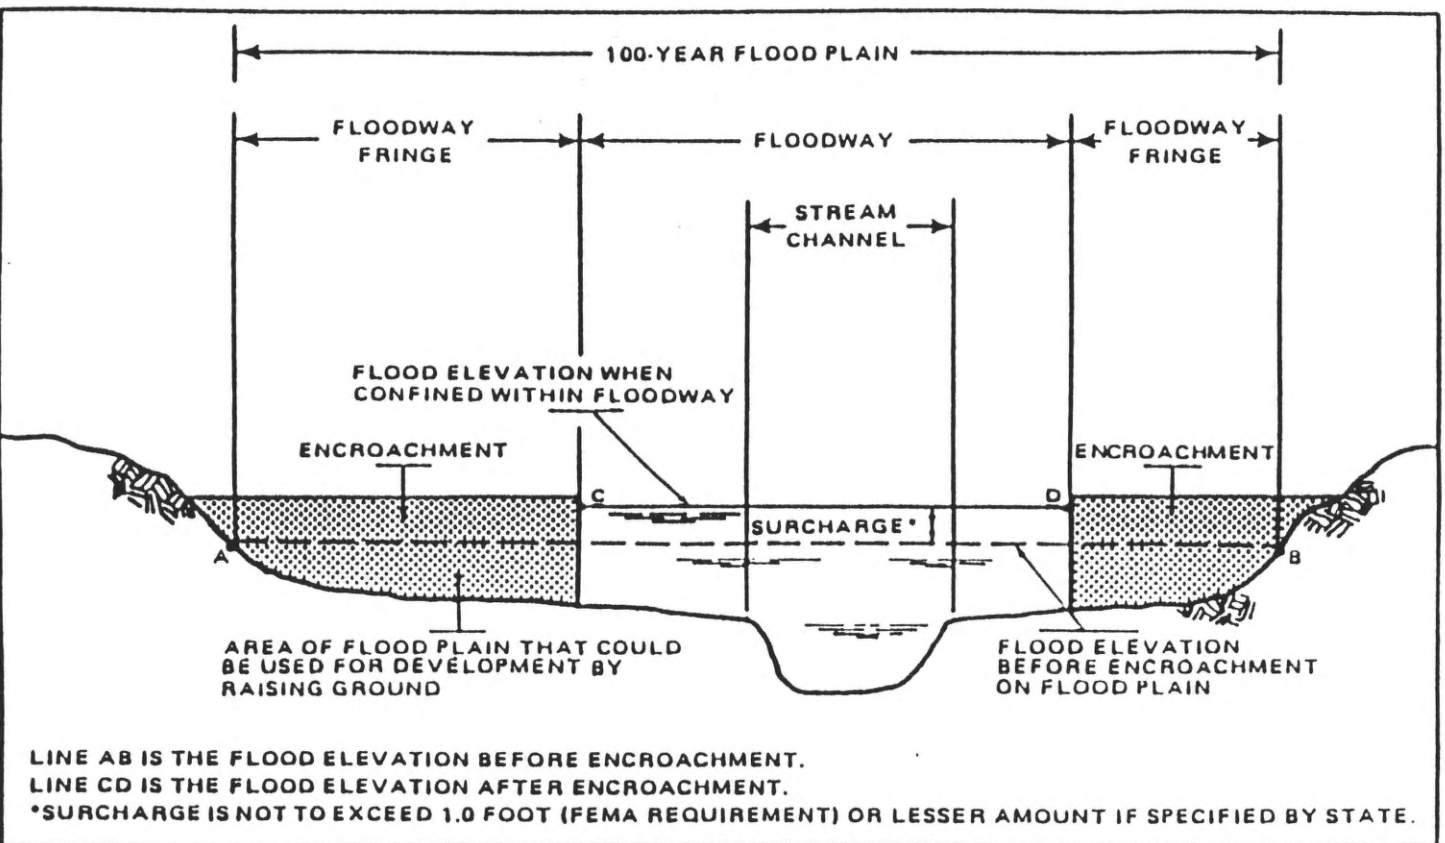 100-YEAR FLOOD PLAIN
FLOODWAY
FRINGE
FLOODWAY
FLOODWAY
FRINGE
STREAM
CHANNEL
FLOOD ELEVATION WHEN
CONFINED WITHIN FLOODWAY
ENCROACHMENT
ENCROACHMENT
C
D
SURCHARGE*
A
B
AREA OF FLOOD PLAIN THAT COULD
BE USED FOR DEVELOPMENT BY
RAISING GROUND
FLOOD ELEVATION
BEFORE ENCROACHMENT
ON FLOOD PLAIN
LINE AB IS THE FLOOD ELEVATION BEFORE ENCROACHMENT.
LINE CD IS THE FLOOD ELEVATION AFTER ENCROACHMENT.
*SURCHARGE IS NOT TO EXCEED 1.0 FOOT (FEMA REQUIREMENT) OR LESSER AMOUNT IF SPECIFIED BY STATE.